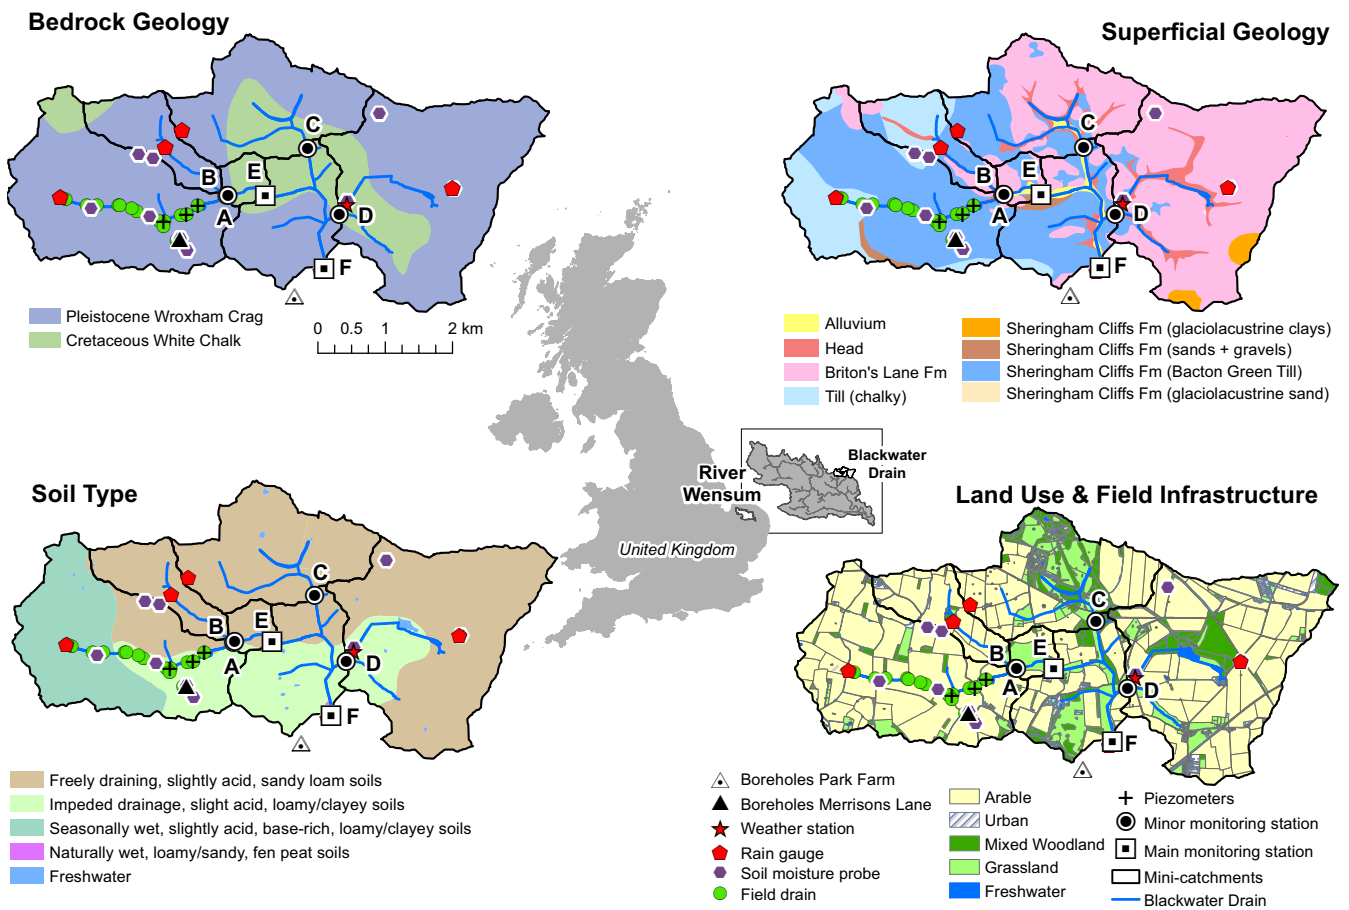 Bedrock Geology
C
B
E
A
D
F
Pleistocene Wroxham Crag
Cretaceous White Chalk
0 0.5 1 2 km
Superficial Geology
C
B
E
A
D
F
Alluvium
Head
Briton's Lane Fm
Till (chalky)
Sheringham Cliffs Fm (glaciolacustrine clays)
Sheringham Cliffs Fm (sands + gravels)
Sheringham Cliffs Fm (Bacton Green Till)
Sheringham Cliffs Fm (glaciolacustrine sand)
River
Wensum
Blackwater
Drain
United Kingdom
Soil Type
C
B
E
A
D
F
Freely draining, slightly acid, sandy loam soils
Impeded drainage, slight acid, loamy/clayey soils
Seasonally wet, slightly acid, base-rich, loamy/clayey soils
Naturally wet, loamy/sandy, fen peat soils
Freshwater
Land Use & Field Infrastructure
C
B
E
A
D
F
Boreholes Park Farm
Boreholes Merrisons Lane
Weather station
Rain gauge
Soil moisture probe
Field drain
Arable
Urban
Mixed Woodland
Grassland
Freshwater
Piezometers
Minor monitoring station
Main monitoring station
Mini-catchments
Blackwater Drain